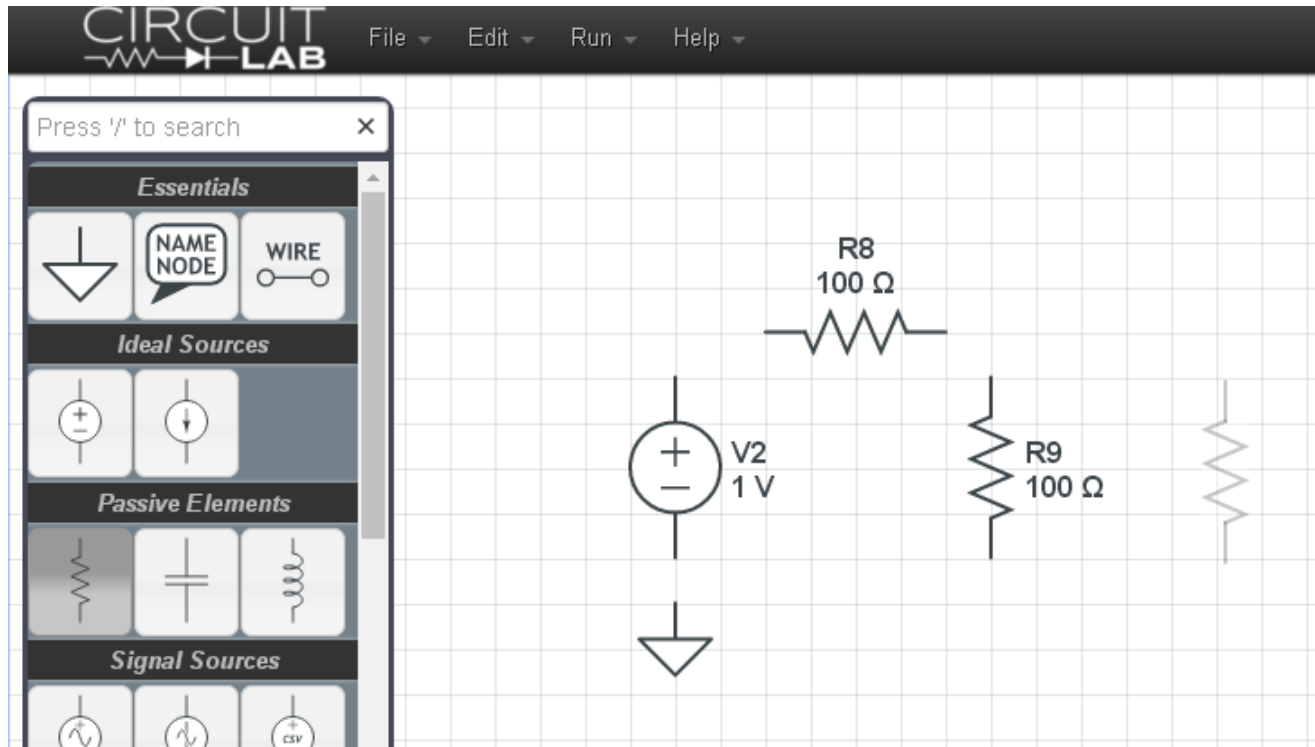 CIRCUIT
LAB
File Edit Run Help
Press '/' to search
Essentials
NAME
NODE
WIRE
Ideal Sources
Passive Elements
Signal Sources
CSV
R8
100 Ω
V2
1 V
R9
100 Ω